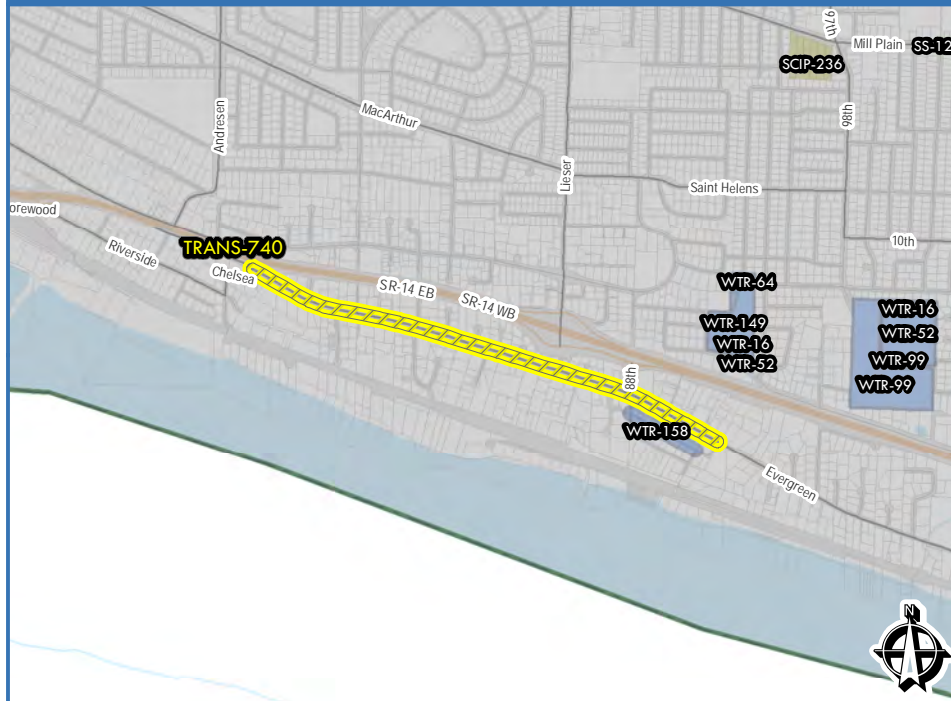 97th
Mill Plain
SS-12
SCIP-236
Andresen
MacArthur
98th
Lieser
Saint Helens
orewood
Riverside
TRANS-740
Chelsea
10th
SR-14 EB
SR-14 WB
WTR-64
WTR-149
WTR-16
WTR-52
WTR-16
WTR-52
WTR-99
WTR-99
88th
WTR-158
Evergreen
N